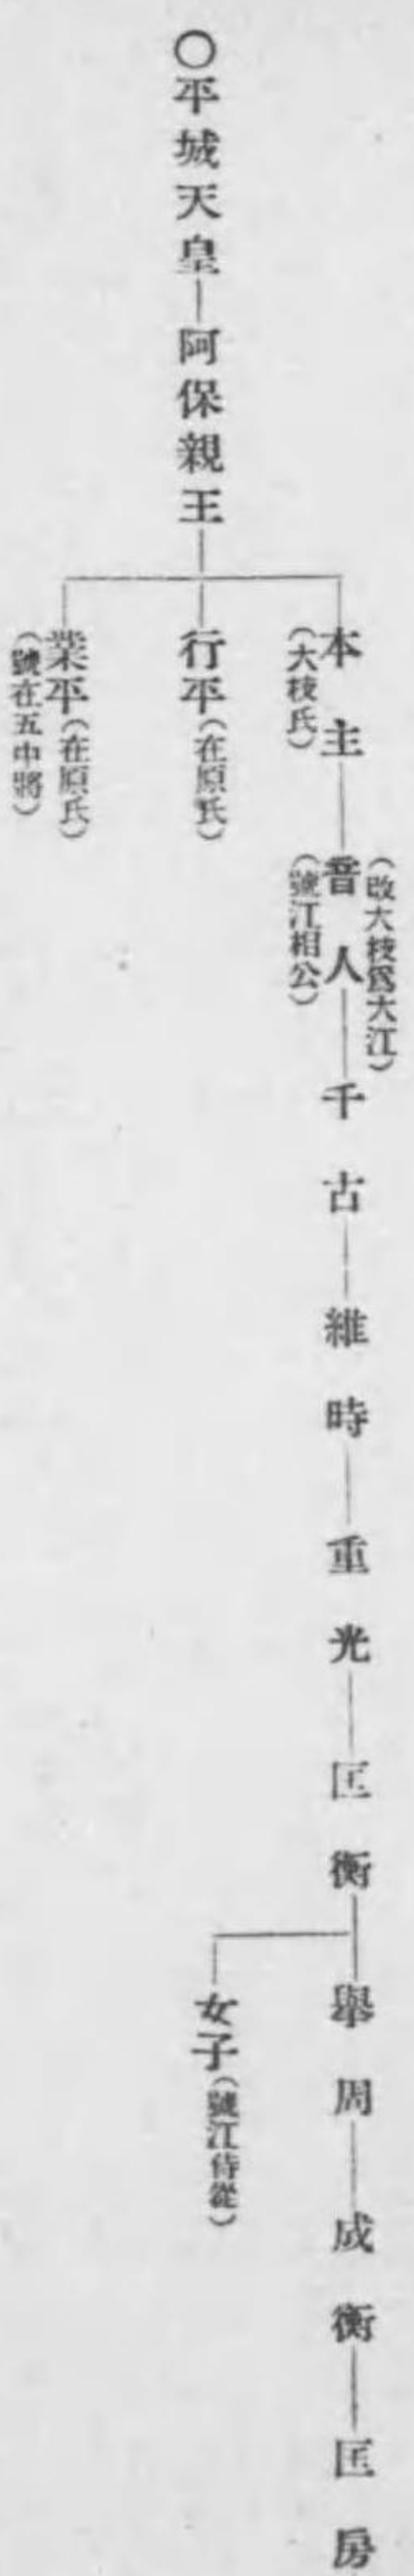 〇平城天皇―阿保親王
本主
(大枝氏)
(改大枝爲大江)
音人
(號江相公)
千古
維時
重光
匡衡
擧周
成衡
匡房
女子(號江侍從)
行平(在原氏)
業平(在原氏)
(號在五中將)